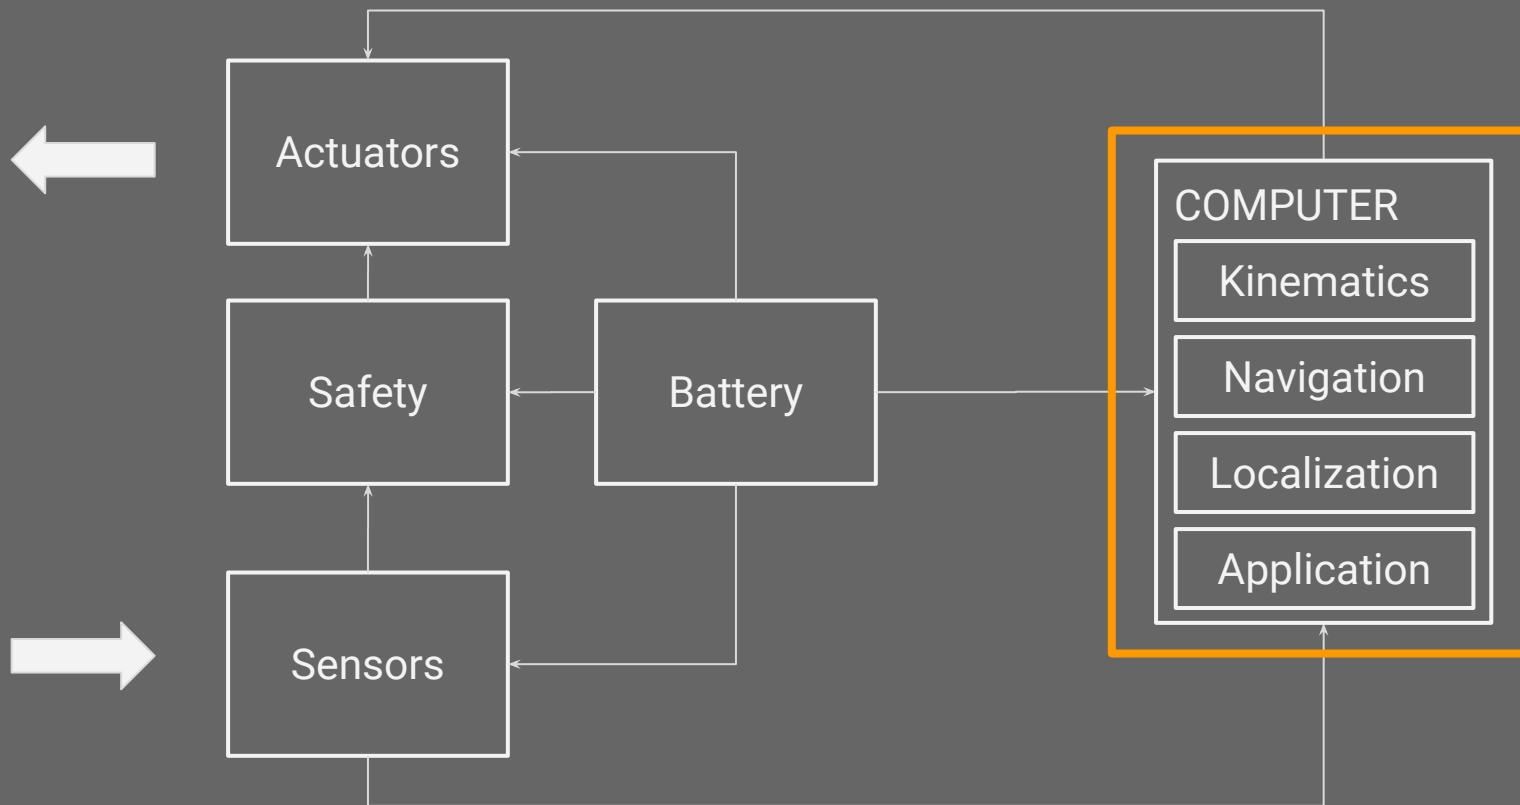 Actuators
COMPUTER
Kinematics
Navigation
Safety
Battery
Localization
Application
Sensors